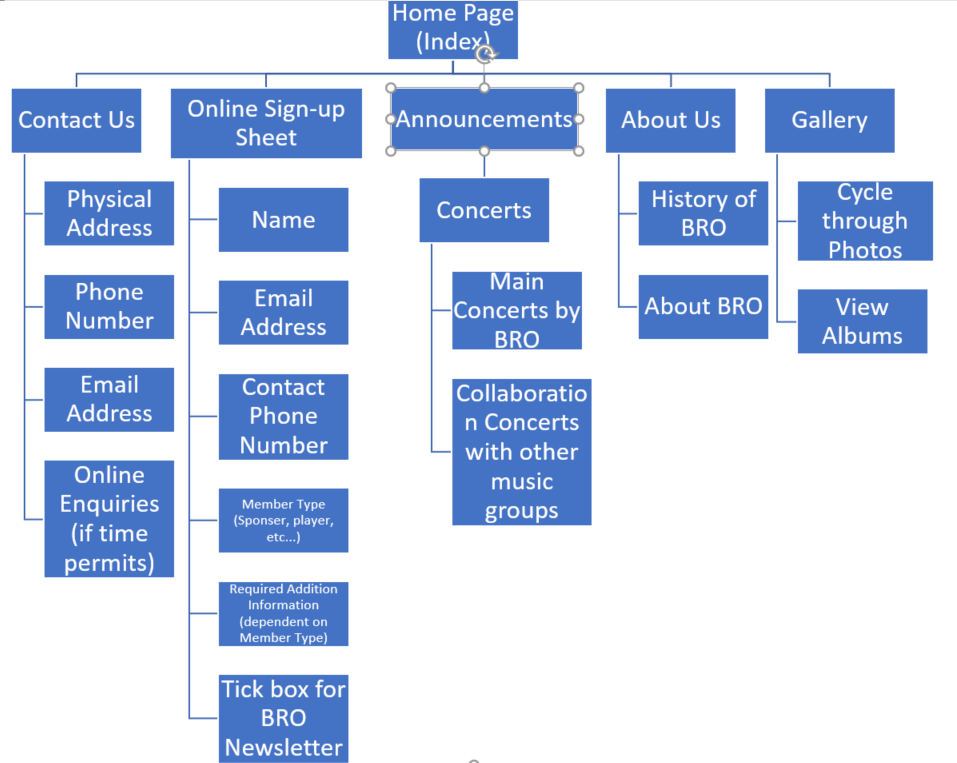 Home Page
(Index)
Contact Us
Physical
Address
Phone
Number
Email
Address
Online
Enquiries
(if time
permits)
Online Sign-up
Sheet
Name
Email
Address
Contact
Phone
Number
Member Type
(Sponser, player,
etc...)
Required Addition
Information
(dependent on
Member Type)
Tick box for
BRO
Newsletter
Announcements
Concerts
Main
Concerts by
BRO
Collaboratio
n Concerts
with other
music
groups
About Us
History of
BRO
About BRO
Gallery
Cycle
through
Photos
View
Albums